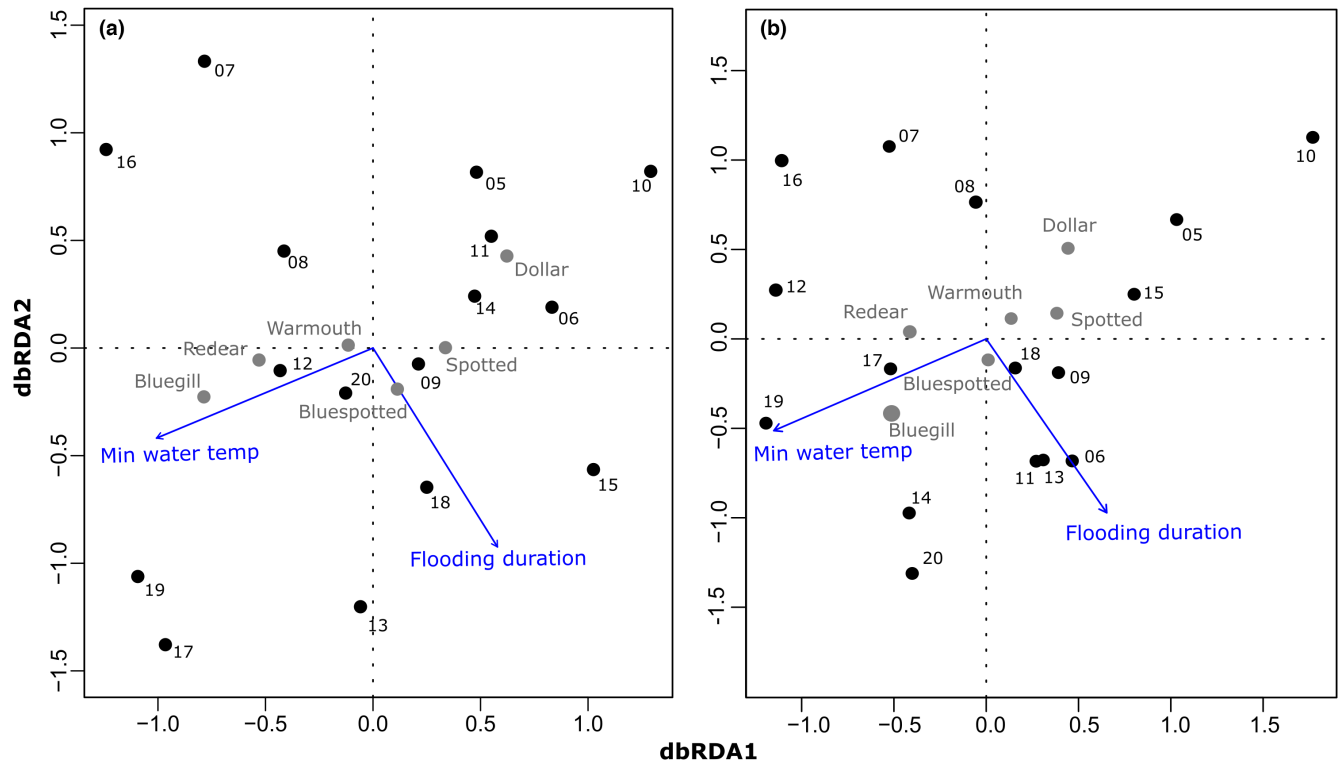 (a)
07
16
05
10
11
08
Dollar
14
06
Warmouth
Redear
12
Spotted
09
20
Bluegill
Bluespotted
Min water temp
15
18
Flooding duration
19
13
17
1.5
1.0
0.5
0.0
−0.5
−1.0
−1.5
−1.0
−0.5
0.0
0.5
1.0
dbRDA2
(b)
07
10
16
08
Dollar
05
12
Warmouth
15
Redear
Spotted
17
18
09
Bluespotted
19
Bluegill
Min water temp
06
11
13
14
Flooding duration
20
1.5
1.0
0.5
0.0
−0.5
−1.0
−1.5
−1.0
−0.5
0.0
0.5
1.0
1.5
dbRDA1